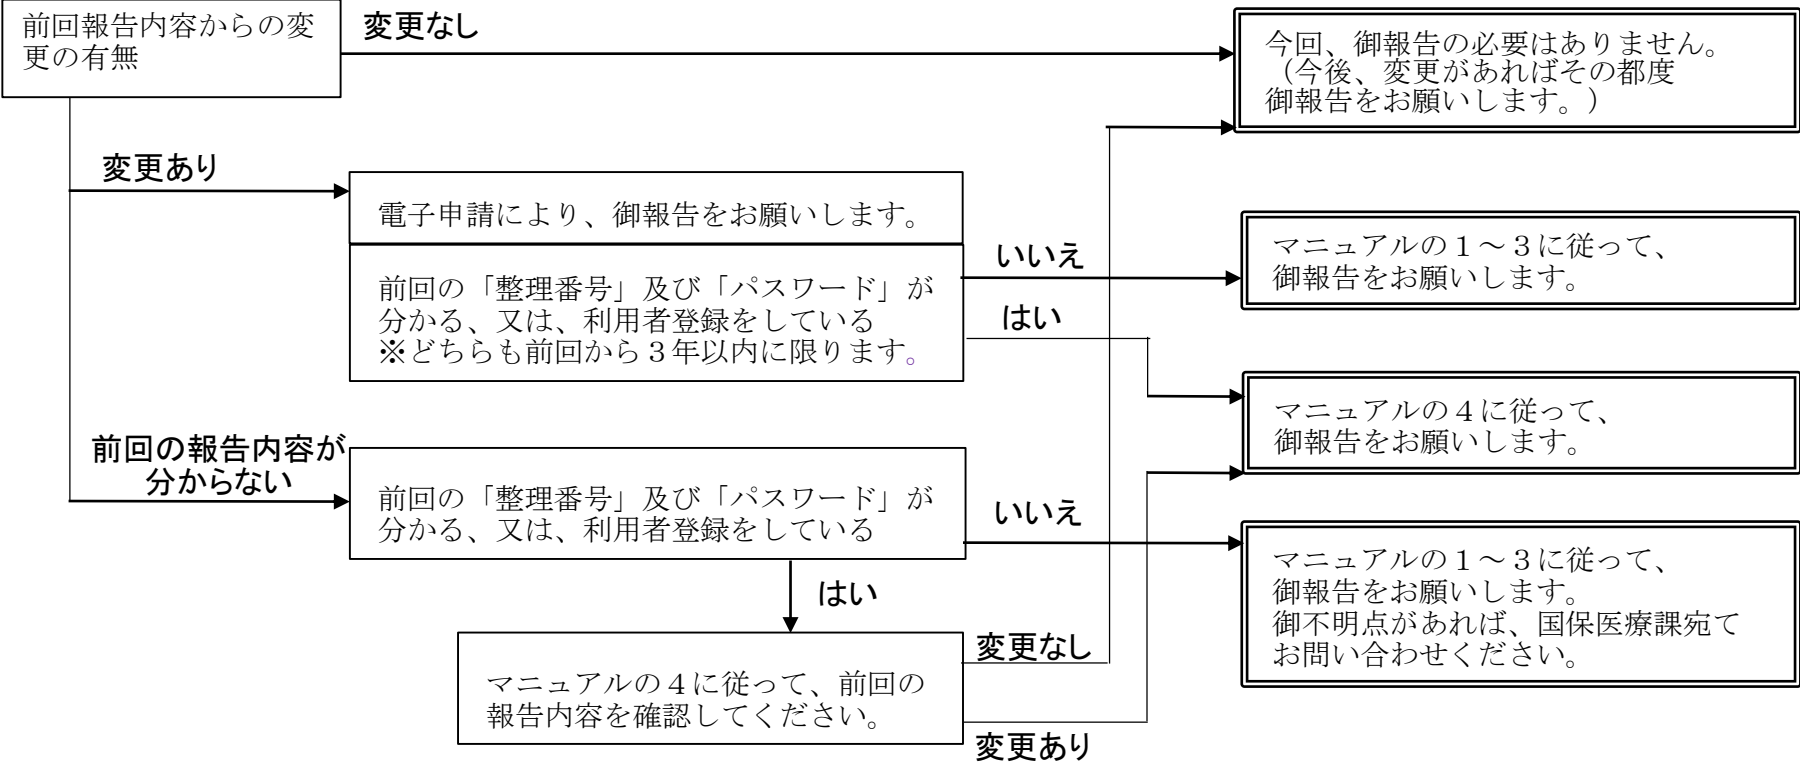 前回報告内容からの変
更の有無
変更なし
今回、御報告の必要はありません。
（今後、変更があればその都度
御報告をお願いします。）
変更あり
電子申請により、御報告をお願いします。
前回の「整理番号」及び「パスワード」が
分かる、又は、利用者登録をしている
※どちらも前回から３年以内に限ります。
いいえ
マニュアルの１～３に従って、
御報告をお願いします。
はい
マニュアルの４に従って、
御報告をお願いします。
前回の報告内容が
分からない
前回の「整理番号」及び「パスワード」が
分かる、又は、利用者登録をしている
いいえ
マニュアルの１～３に従って、
御報告をお願いします。
御不明点があれば、国保医療課宛て
お問い合わせください。
はい
マニュアルの４に従って、前回の
報告内容を確認してください。
変更なし
変更あり